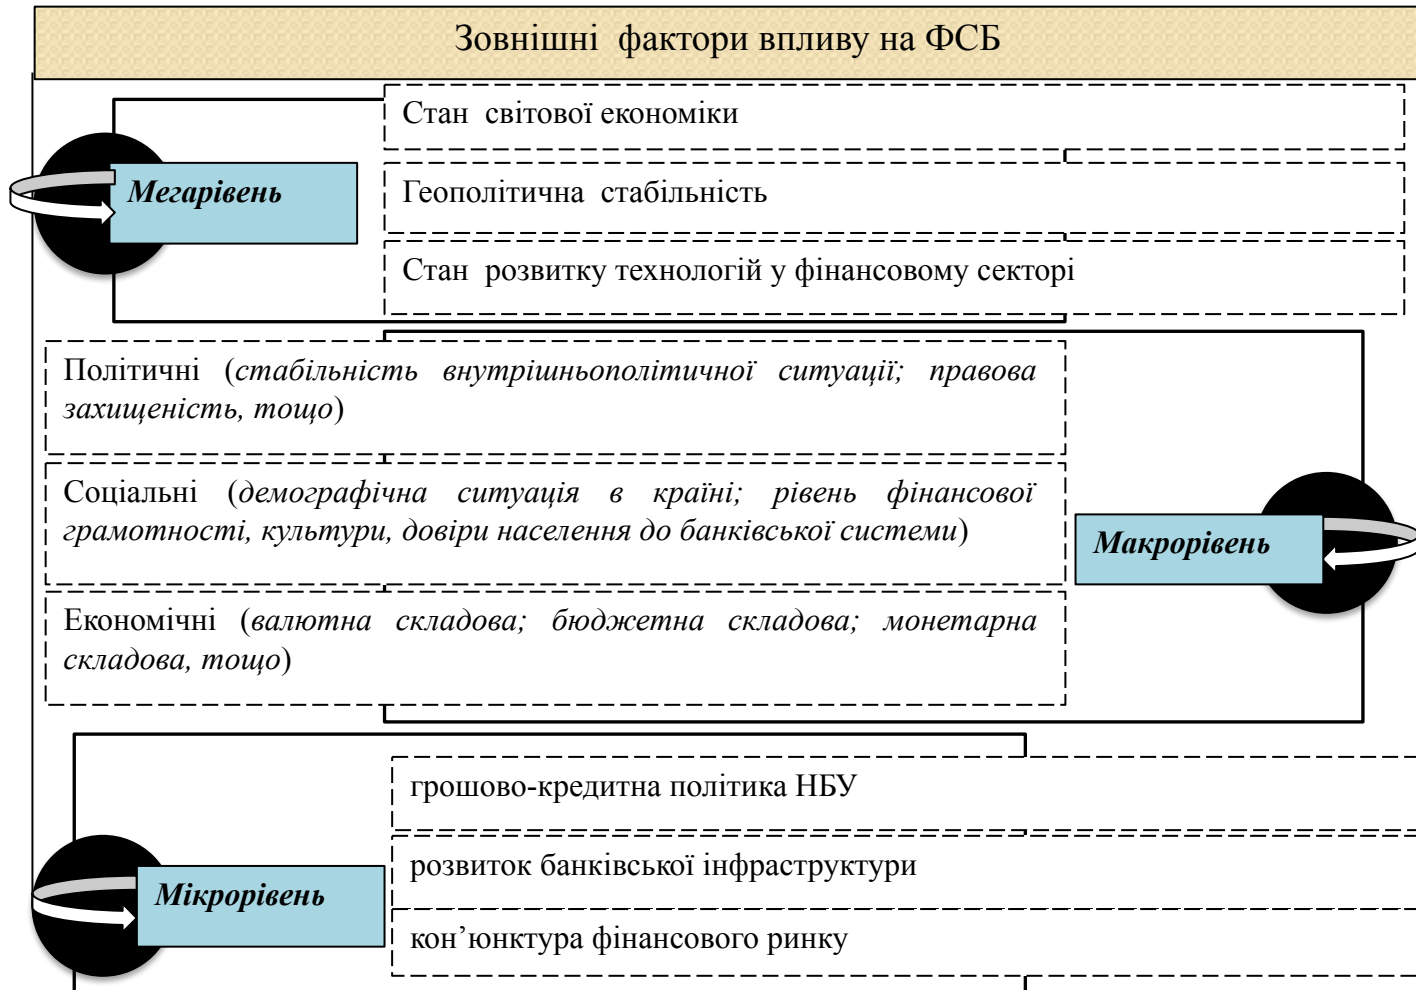 Зовнішні фактори впливу на ФСБ
Стан світової економіки
Мегарівень
Геополітична стабільність
Стан розвитку технологій у фінансовому секторі
Політичні (стабільність внутрішньополітичної ситуації; правова
захищеність, тощо)
Соціальні (демографічна ситуація в країні; рівень фінансової
грамотності, культури, довіри населення до банківської системи)
Макрорівень
Економічні (валютна складова; бюджетна складова; монетарна
складова, тощо)
грошово-кредитна політика НБУ
розвиток банківської інфраструктури
Мікрорівень
кон’юнктура фінансового ринку